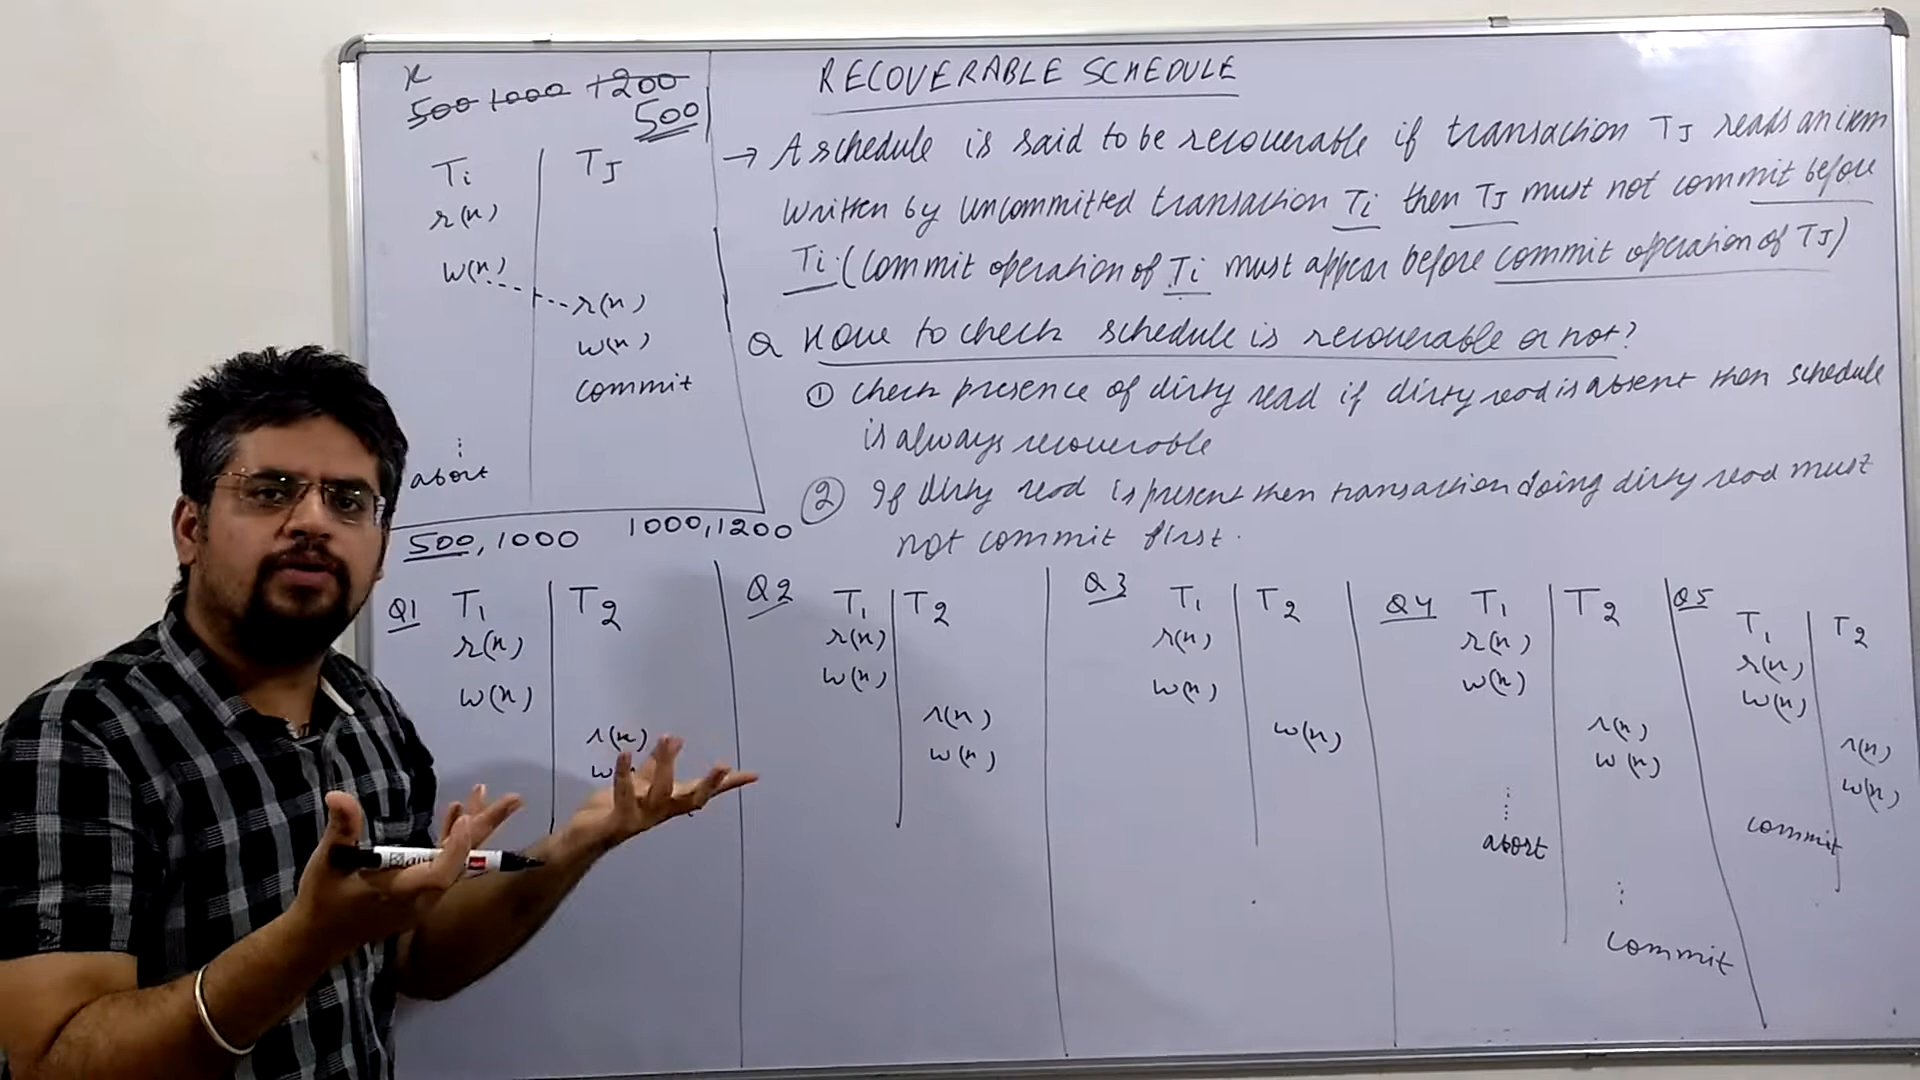 RECOVERABLE SCHEDULE
x
500 1000 1200
500
Ti TJ
r(x)
w(x)
r(x)
w(x)
commit
abort
500, 1000 1000, 1200
→ A schedule is said to be recoverable if transaction TJ reads an item
written by uncommitted transaction Ti then TJ must not commit before
Ti. (commit operation of Ti must appear before commit operation of TJ)
Q How to check schedule is recoverable or not?
① check presence of dirty read if dirty read is absent then schedule
is always recoverable
② If dirty read is present then transaction doing dirty read must
not commit first.
Q1 T1 T2
r(x)
w(x)
r(x)
Q2 T1 T2
r(x)
w(x)
r(x)
w(x)
Q3 T1 T2
r(x)
w(x)
w(x)
Q4 T1 T2
r(x)
w(x)
r(x)
w(x)
abort
commit
Q5 T1 T2
r(x)
w(x)
r(x)
w(x)
commit